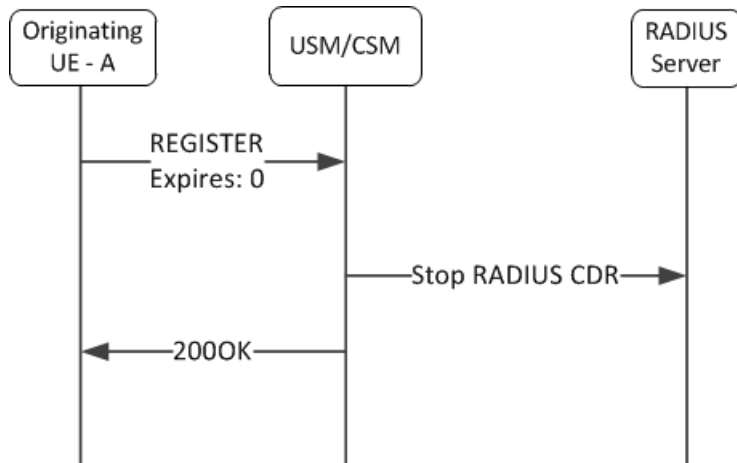 Originating
UE - A
USM/CSM
RADIUS
Server
REGISTER
Expires: 0
Stop RADIUS CDR
200OK